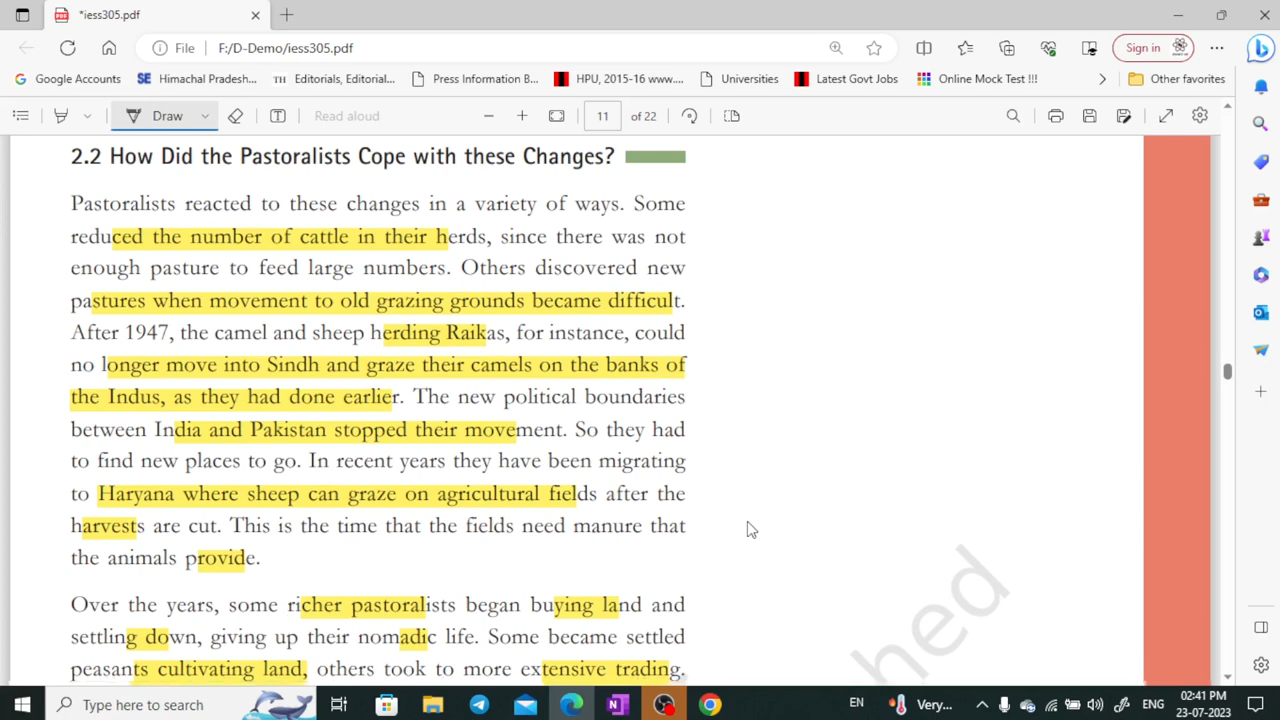 *iess305.pdf
File F:/D-Demo/iess305.pdf Sign in
Google Accounts SE Himachal Pradesh... TH Editorials, Editorial... Press Information B... HPU, 2015-16 www.... Universities Latest Govt Jobs Online Mock Test !!! Other favorites
Draw Read aloud 11 of 22
2.2 How Did the Pastoralists Cope with these Changes?
Pastoralists reacted to these changes in a variety of ways. Some
reduced the number of cattle in their herds, since there was not
enough pasture to feed large numbers. Others discovered new
pastures when movement to old grazing grounds became difficult.
After 1947, the camel and sheep herding Raikas, for instance, could
no longer move into Sindh and graze their camels on the banks of
the Indus, as they had done earlier. The new political boundaries
between India and Pakistan stopped their movement. So they had
to find new places to go. In recent years they have been migrating
to Haryana where sheep can graze on agricultural fields after the
harvests are cut. This is the time that the fields need manure that
the animals provide.
Over the years, some richer pastoralists began buying land and
settling down, giving up their nomadic life. Some became settled
peasants cultivating land, others took to more extensive trading.
hed
Type here to search EN Very... ENG 02:41 PM
23-07-2023